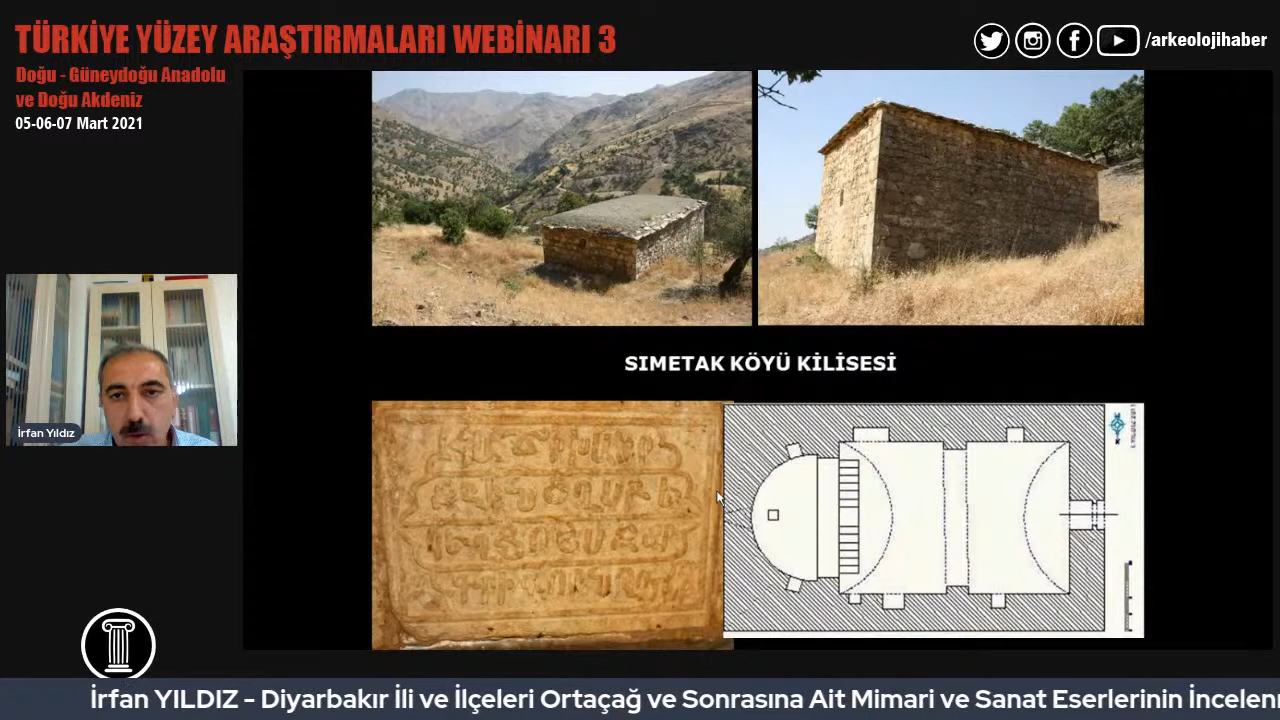 TÜRKİYE YÜZEY ARAŞTIRMALARI WEBİNARI 3
/arkeolojihaber
Doğu - Güneydoğu Anadolu
ve Doğu Akdeniz
05-06-07 Mart 2021
SIMETAK KÖYÜ KİLİSESİ
İrfan Yıldız
İrfan YILDIZ - Diyarbakır İli ve İlçeleri Ortaçağ ve Sonrasına Ait Mimari ve Sanat Eserlerinin İncelen